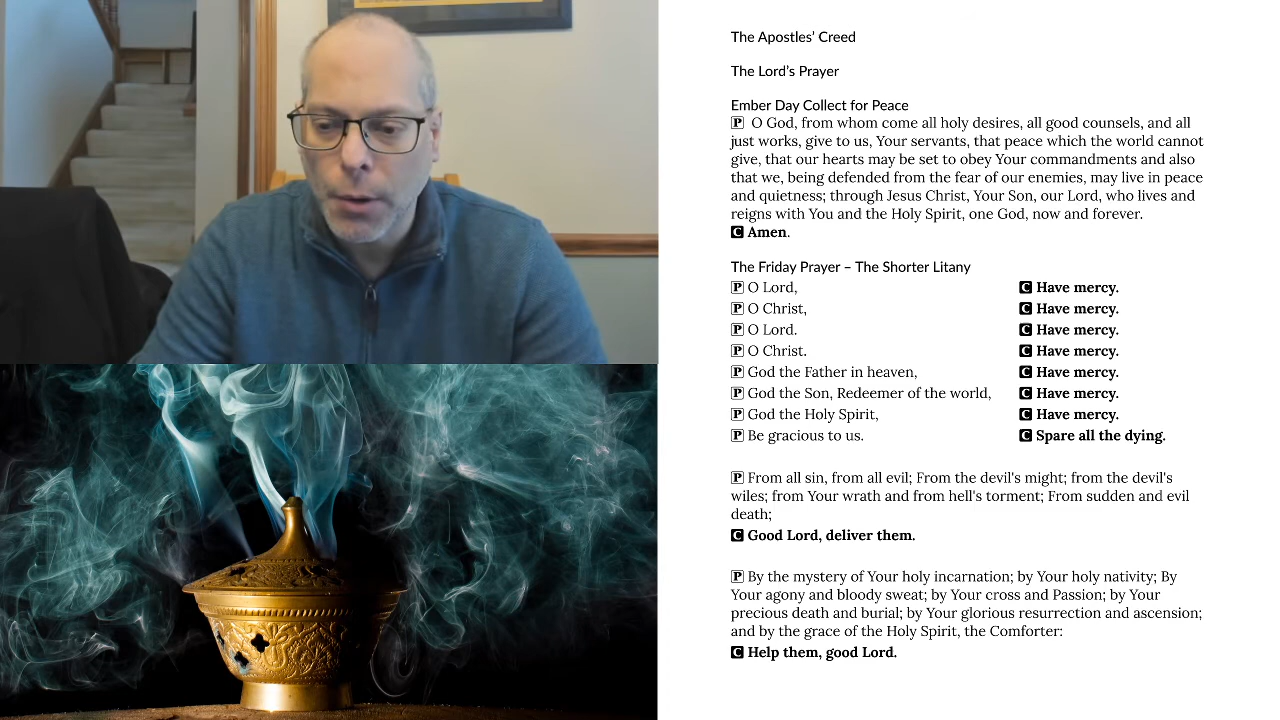 The Apostles’ Creed
The Lord’s Prayer
Ember Day Collect for Peace
P O God, from whom come all holy desires, all good counsels, and all
just works, give to us, Your servants, that peace which the world cannot
give, that our hearts may be set to obey Your commandments and also
that we, being defended from the fear of our enemies, may live in peace
and quietness; through Jesus Christ, Your Son, our Lord, who lives and
reigns with You and the Holy Spirit, one God, now and forever.
C Amen.
The Friday Prayer – The Shorter Litany
P O Lord, C Have mercy.
P O Christ, C Have mercy.
P O Lord. C Have mercy.
P O Christ. C Have mercy.
P God the Father in heaven, C Have mercy.
P God the Son, Redeemer of the world, C Have mercy.
P God the Holy Spirit, C Have mercy.
P Be gracious to us. C Spare all the dying.
P From all sin, from all evil; From the devil's might; from the devil's
wiles; from Your wrath and from hell's torment; From sudden and evil
death;
C Good Lord, deliver them.
P By the mystery of Your holy incarnation; by Your holy nativity; By
Your agony and bloody sweat; by Your cross and Passion; by Your
precious death and burial; by Your glorious resurrection and ascension;
and by the grace of the Holy Spirit, the Comforter:
C Help them, good Lord.